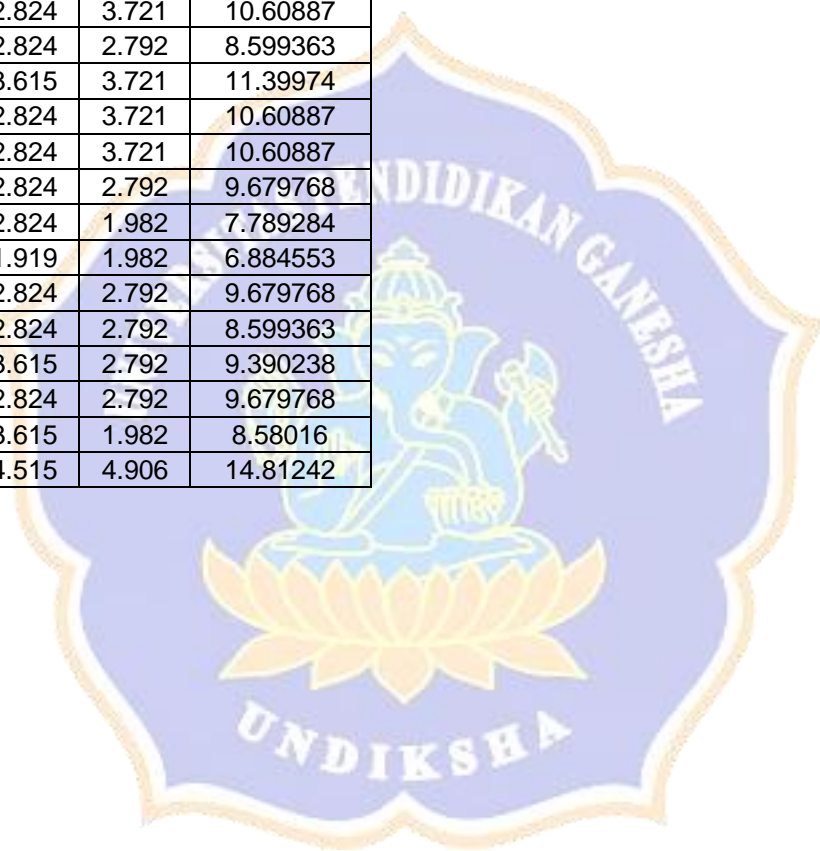 2.824 3.721 10.60887
2.824 2.792 8.599363
3.615 3.721 11.39974
2.824 3.721 10.60887
2.824 3.721 10.60887
2.824 2.792 9.679768
2.824 1.982 7.789284
1.919 1.982 6.884553
2.824 2.792 9.679768
2.824 2.792 8.599363
3.615 2.792 9.390238
2.824 2.792 9.679768
3.615 1.982 8.58016
4.515 4.906 14.81242
UNIVERSITAS PENDIDIKAN GANESHA
UNDIKSHA